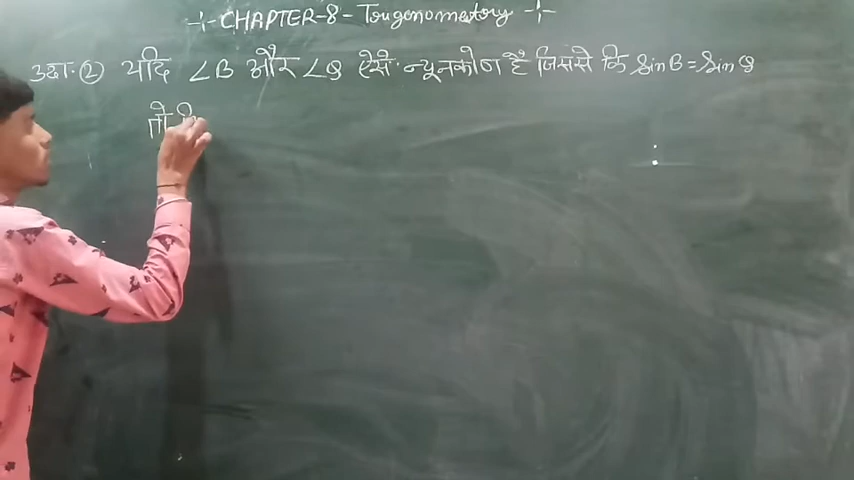 CHAPTER-8-Trigonometry
उदा.② यदि ∠B और ∠Q ऐसे न्यूनकोण है जिससे कि sin B = sin Q
तो